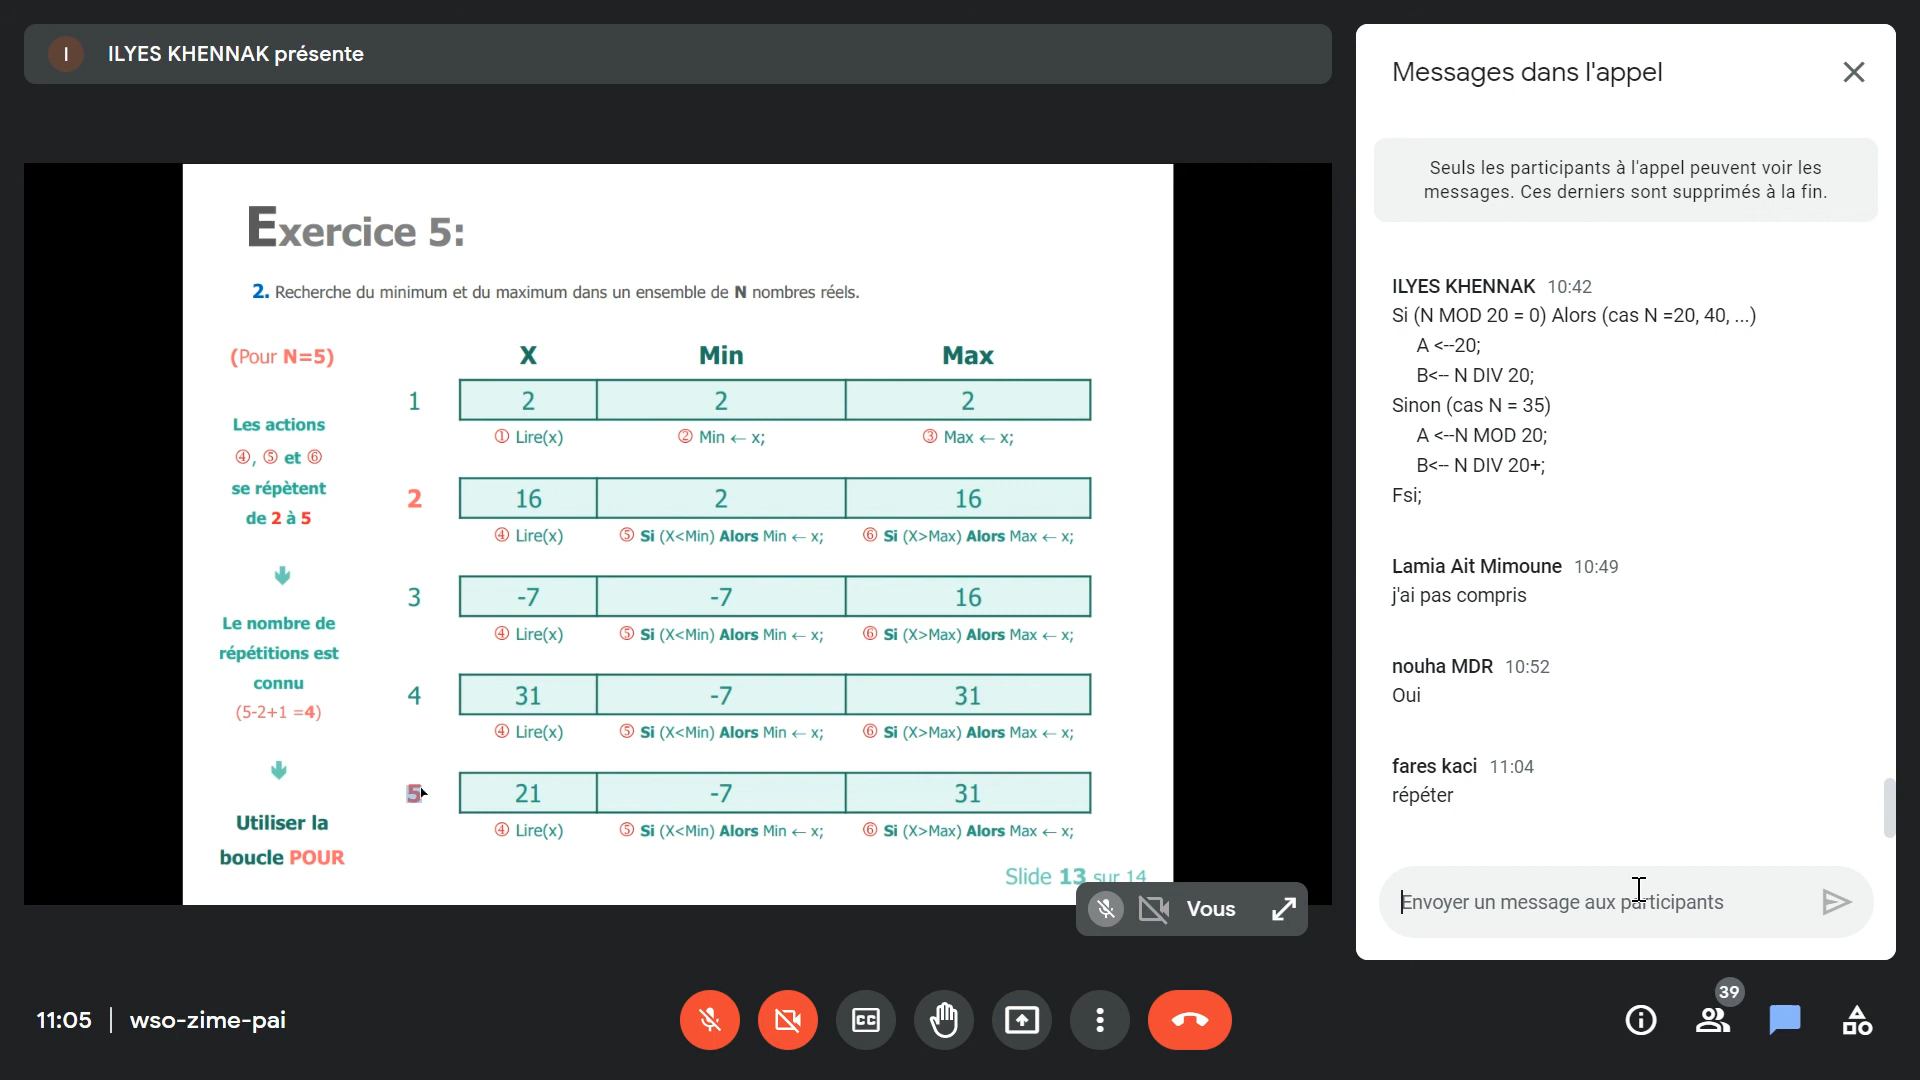 I ILYES KHENNAK présente
Exercice 5:
2. Recherche du minimum et du maximum dans un ensemble de N nombres réels.
(Pour N=5)
Les actions
④, ⑤ et ⑥
se répètent
de 2 à 5
Le nombre de
répétitions est
connu
(5-2+1 =4)
Utiliser la
boucle POUR
X Min Max
1 2 2 2
① Lire(x) ② Min ← x; ③ Max ← x;
2 16 2 16
④ Lire(x) ⑤ Si (X<Min) Alors Min ← x; ⑥ Si (X>Max) Alors Max ← x;
3 -7 -7 16
④ Lire(x) ⑤ Si (X<Min) Alors Min ← x; ⑥ Si (X>Max) Alors Max ← x;
4 31 -7 31
④ Lire(x) ⑤ Si (X<Min) Alors Min ← x; ⑥ Si (X>Max) Alors Max ← x;
5 21 -7 31
④ Lire(x) ⑤ Si (X<Min) Alors Min ← x; ⑥ Si (X>Max) Alors Max ← x;
Slide 13 sur 14
Vous
Messages dans l'appel
Seuls les participants à l'appel peuvent voir les
messages. Ces derniers sont supprimés à la fin.
ILYES KHENNAK 10:42
Si (N MOD 20 = 0) Alors (cas N =20, 40, ...)
A <--20;
B<-- N DIV 20;
Sinon (cas N = 35)
A <--N MOD 20;
B<-- N DIV 20+;
Fsi;
Lamia Ait Mimoune 10:49
j'ai pas compris
nouha MDR 10:52
Oui
fares kaci 11:04
répéter
Envoyer un message aux participants
11:05 | wso-zime-pai
CC
39